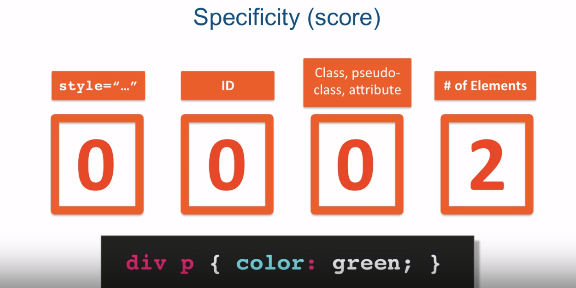 Specificity (score)
style=“…”
ID
Class, pseudo-
class, attribute
# of Elements
0
0
0
2
div p { color: green; }